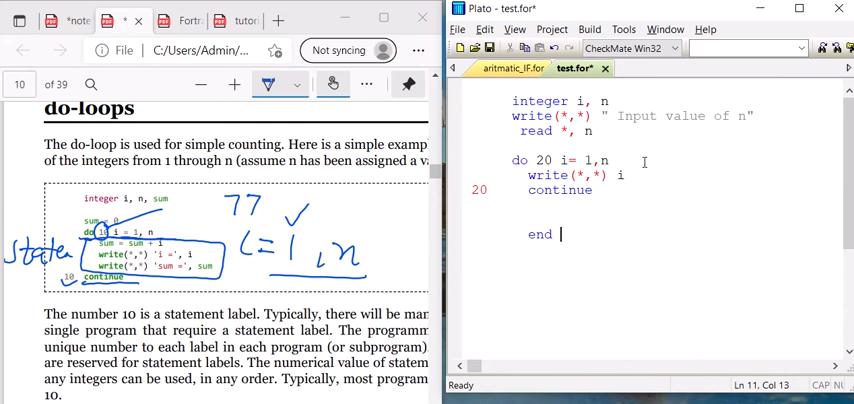 *note
*
Fortra
tutori
File
C:/Users/Admin/...
Not syncing
10
of 39
do-loops
The do-loop is used for simple counting. Here is a simple exampl
of the integers from 1 through n (assume n has been assigned a v
integer i, n, sum
sum = 0
do 10 i = 1, n
sum = sum + i
write(*,*) 'i =', i
write(*,*) 'sum =', sum
10 continue
77
i = 1 , n
statem
The number 10 is a statement label. Typically, there will be man
single program that require a statement label. The programm
unique number to each label in each program (or subprogram).
are reserved for statement labels. The numerical value of statem
any integers can be used, in any order. Typically, most program
10.
Plato - test.for*
File Edit View Project Build Tools Window Help
CheckMate Win32
aritmatic_IF.for test.for*
integer i, n
write(*,*) " Input value of n"
read *, n
do 20 i= 1,n
write(*,*) i
20 continue
end
Ready
Ln 11, Col 13
CAP
NU